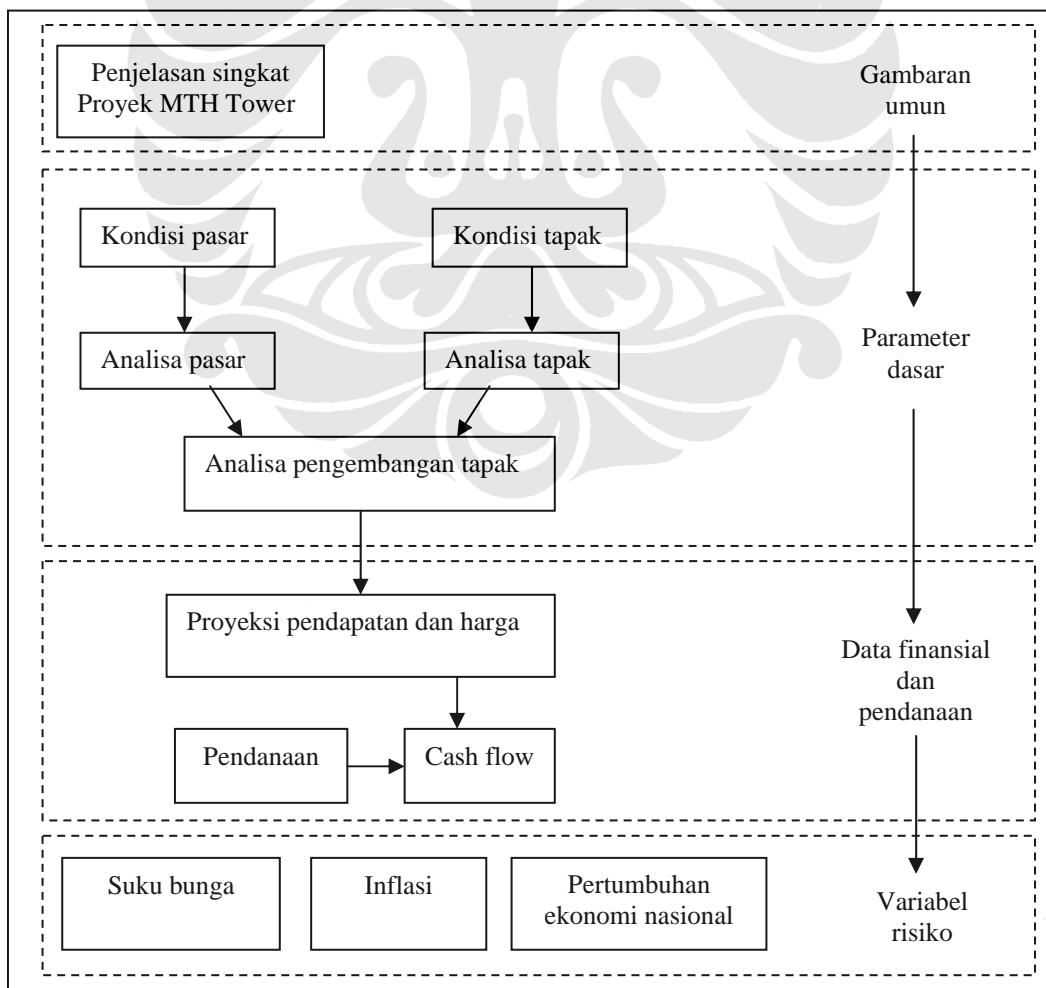 Penjelasan singkat
Proyek MTH Tower
Gambaran
umun
Kondisi pasar
Kondisi tapak
Analisa pasar
Analisa tapak
Parameter
dasar
Analisa pengembangan tapak
Proyeksi pendapatan dan harga
Data finansial
dan
pendanaan
Pendanaan
Cash flow
Suku bunga
Inflasi
Pertumbuhan
ekonomi nasional
Variabel
risiko